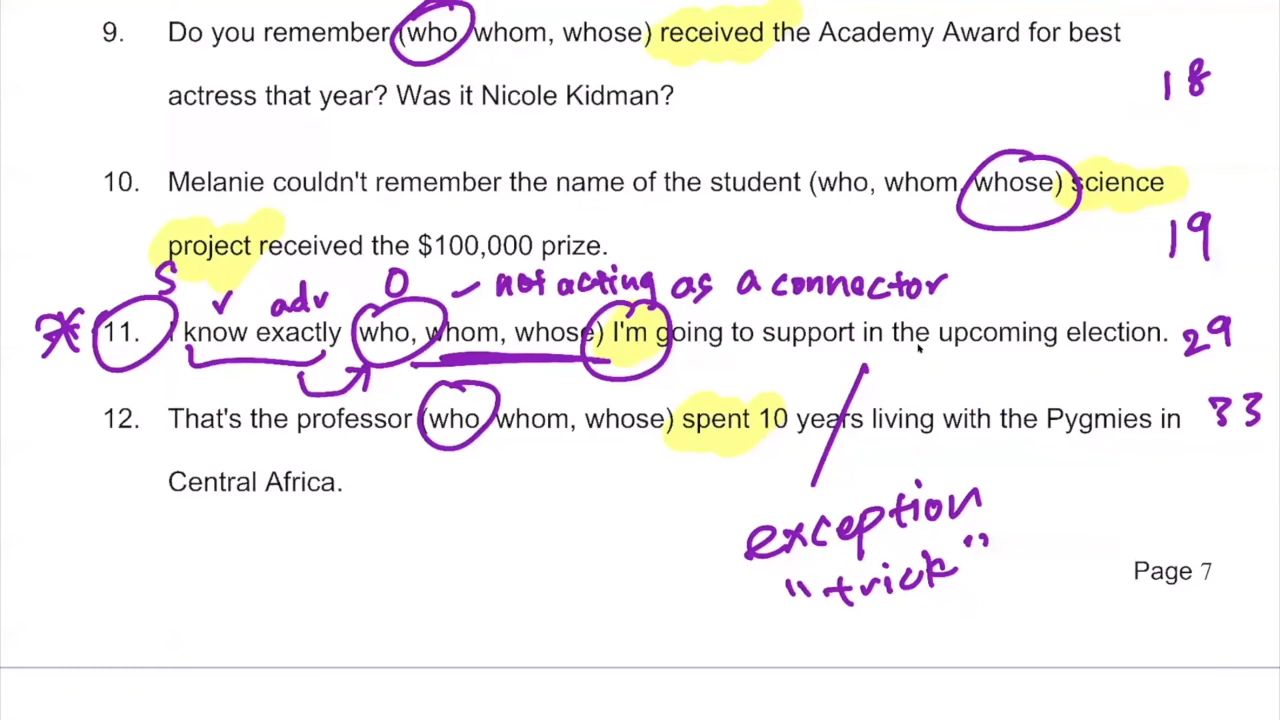 9. Do you remember (who, whom, whose) received the Academy Award for best
actress that year? Was it Nicole Kidman?
18
10. Melanie couldn't remember the name of the student (who, whom, whose) science
project received the $100,000 prize.
19
S
v adv O - not acting as a connector
11. I know exactly (who, whom, whose) I'm going to support in the upcoming election. 29
12. That's the professor (who, whom, whose) spent 10 years living with the Pygmies in 33
Central Africa.
exception
"trick"
Page 7